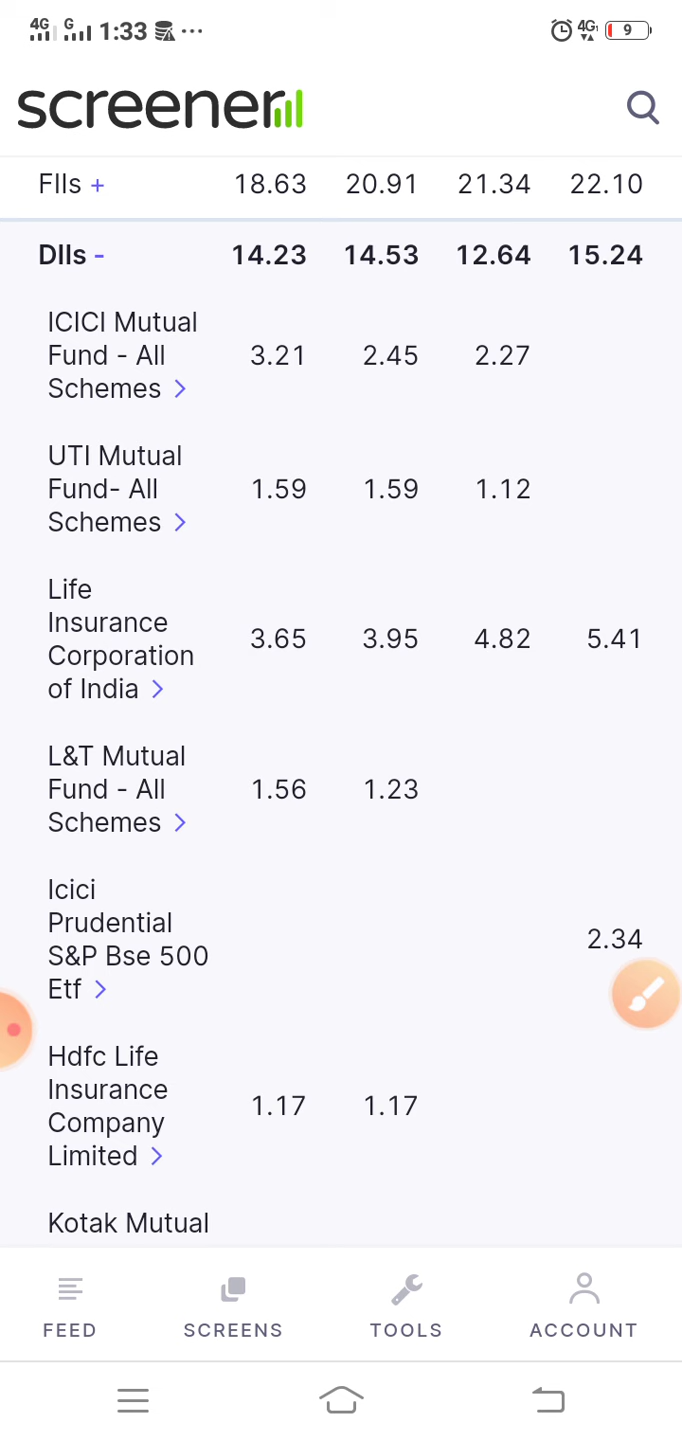 4G G 1:33 ... 4G 9
screener
FIIs + 18.63 20.91 21.34 22.10
DIIs - 14.23 14.53 12.64 15.24
ICICI Mutual
Fund - All 3.21 2.45 2.27
Schemes >
UTI Mutual
Fund- All 1.59 1.59 1.12
Schemes >
Life
Insurance 3.65 3.95 4.82 5.41
Corporation
of India >
L&T Mutual
Fund - All 1.56 1.23
Schemes >
Icici
Prudential
S&P Bse 500 2.34
Etf >
Hdfc Life
Insurance 1.17 1.17
Company
Limited >
Kotak Mutual
FEED SCREENS TOOLS ACCOUNT